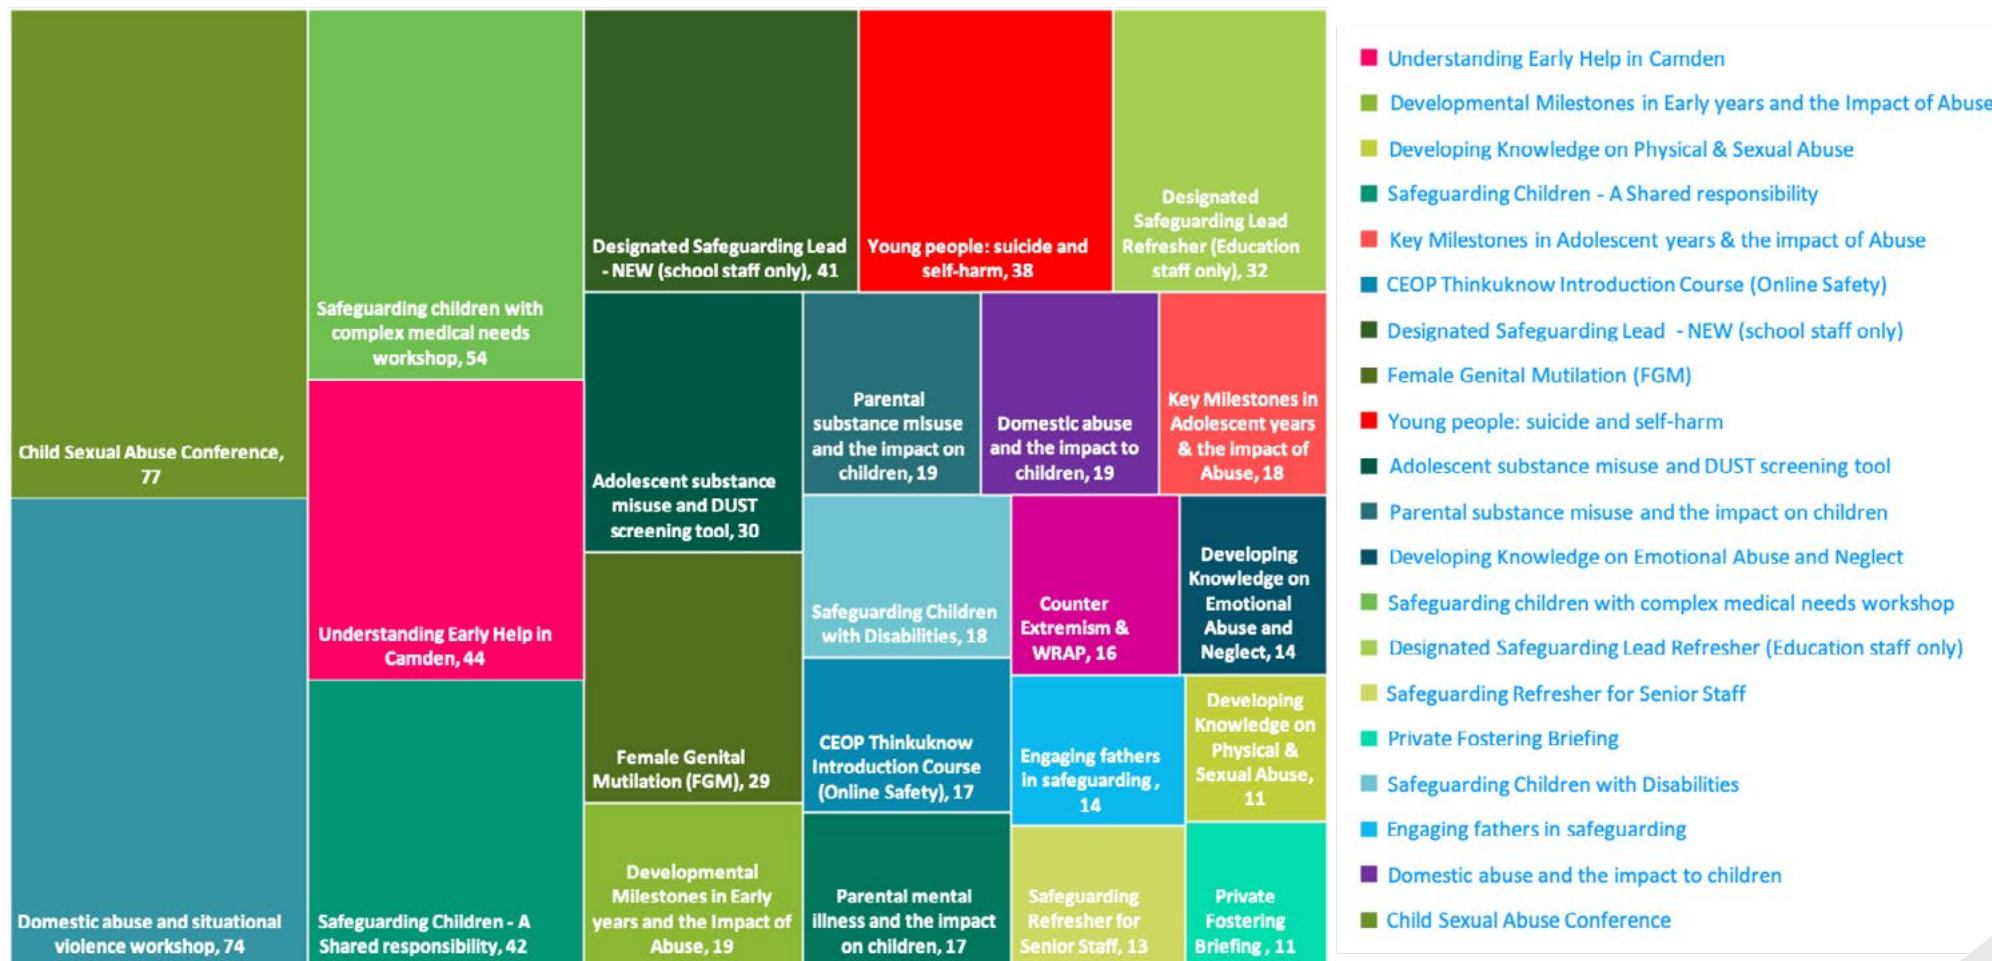 Child Sexual Abuse Conference,
77
Domestic abuse and situational
violence workshop, 74
Safeguarding children with
complex medical needs
workshop, 54
Understanding Early Help in
Camden, 44
Safeguarding Children - A
Shared responsibility, 42
Designated Safeguarding Lead
- NEW (school staff only), 41
Young people: suicide and
self-harm, 38
Designated
Safeguarding Lead
Refresher (Education
staff only), 32
Adolescent substance
misuse and DUST
screening tool, 30
Female Genital
Mutilation (FGM), 29
Developmental
Milestones in Early
years and the Impact of
Abuse, 19
Parental
substance misuse
and the impact on
children, 19
Domestic abuse
and the impact to
children, 19
Key Milestones in
Adolescent years
& the impact of
Abuse, 18
Safeguarding Children
with Disabilities, 18
CEOP Thinkuknow
Introduction Course
(Online Safety), 17
Parental mental
illness and the impact
on children, 17
Counter
Extremism &
WRAP, 16
Developing
Knowledge on
Emotional
Abuse and
Neglect, 14
Engaging fathers
in safeguarding ,
14
Developing
Knowledge on
Physical &
Sexual Abuse,
11
Safeguarding
Refresher for
Senior Staff, 13
Private
Fostering
Briefing , 11
Understanding Early Help in Camden
Developmental Milestones in Early years and the Impact of Abuse
Developing Knowledge on Physical & Sexual Abuse
Safeguarding Children - A Shared responsibility
Key Milestones in Adolescent years & the impact of Abuse
CEOP Thinkuknow Introduction Course (Online Safety)
Designated Safeguarding Lead - NEW (school staff only)
Female Genital Mutilation (FGM)
Young people: suicide and self-harm
Adolescent substance misuse and DUST screening tool
Parental substance misuse and the impact on children
Developing Knowledge on Emotional Abuse and Neglect
Safeguarding children with complex medical needs workshop
Designated Safeguarding Lead Refresher (Education staff only)
Safeguarding Refresher for Senior Staff
Private Fostering Briefing
Safeguarding Children with Disabilities
Engaging fathers in safeguarding
Domestic abuse and the impact to children
Child Sexual Abuse Conference